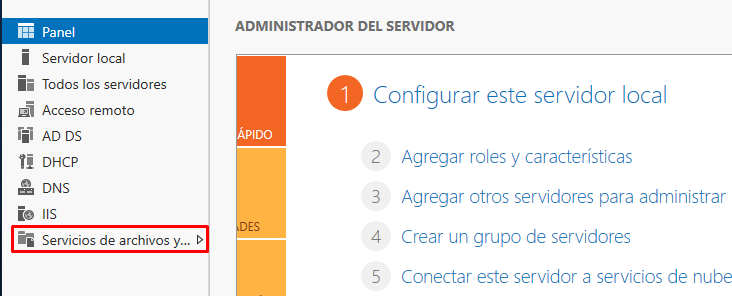 Panel
Servidor local
Todos los servidores
Acceso remoto
AD DS
DHCP
DNS
IIS
Servicios de archivos y...
ADMINISTRADOR DEL SERVIDOR
ÁPIDO
ADES
1 Configurar este servidor local
2 Agregar roles y características
3 Agregar otros servidores para administrar
4 Crear un grupo de servidores
5 Conectar este servidor a servicios de nube